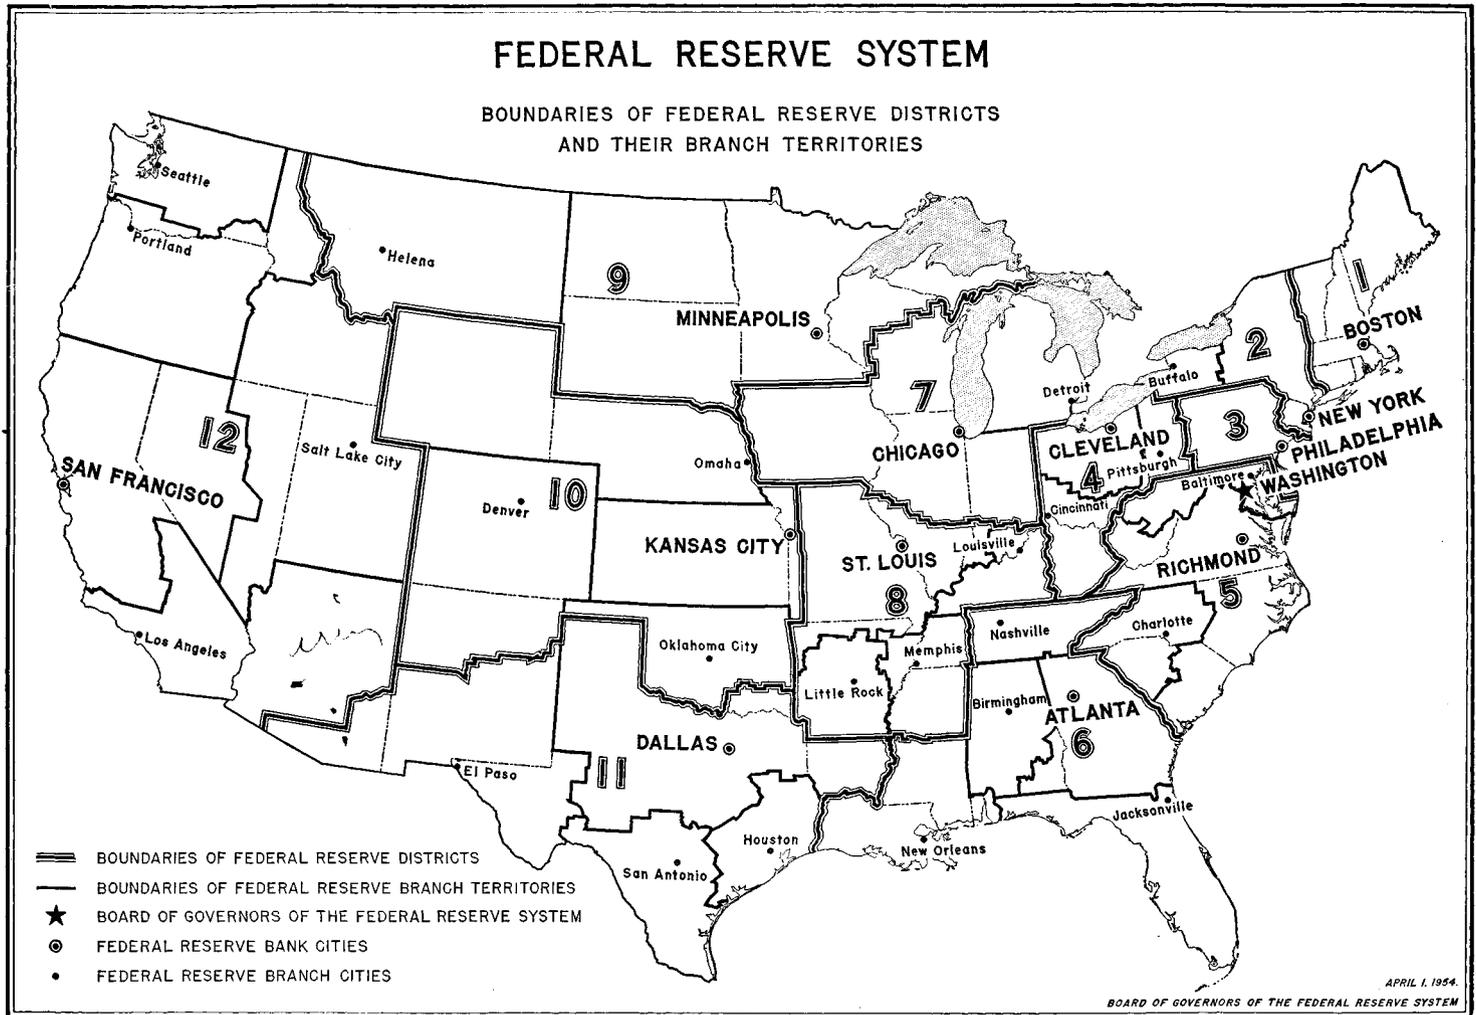 FEDERAL RESERVE SYSTEM
BOUNDARIES OF FEDERAL RESERVE DISTRICTS
AND THEIR BRANCH TERRITORIES
Seattle
Portland
Helena
9
MINNEAPOLIS
1
BOSTON
2
Buffalo
Detroit
7
CHICAGO
NEW YORK
3
PHILADELPHIA
WASHINGTON
CLEVELAND
4
Pittsburgh
Baltimore
Cincinnati
12
SAN FRANCISCO
Salt Lake City
Omaha
10
Denver
KANSAS CITY
ST. LOUIS
8
Louisville
RICHMOND
5
Charlotte
Los Angeles
Oklahoma City
Nashville
Memphis
Little Rock
Birmingham
ATLANTA
6
DALLAS
11
El Paso
Houston
San Antonio
New Orleans
Jacksonville
BOUNDARIES OF FEDERAL RESERVE DISTRICTS
BOUNDARIES OF FEDERAL RESERVE BRANCH TERRITORIES
BOARD OF GOVERNORS OF THE FEDERAL RESERVE SYSTEM
FEDERAL RESERVE BANK CITIES
FEDERAL RESERVE BRANCH CITIES
APRIL 1, 1954.
BOARD OF GOVERNORS OF THE FEDERAL RESERVE SYSTEM